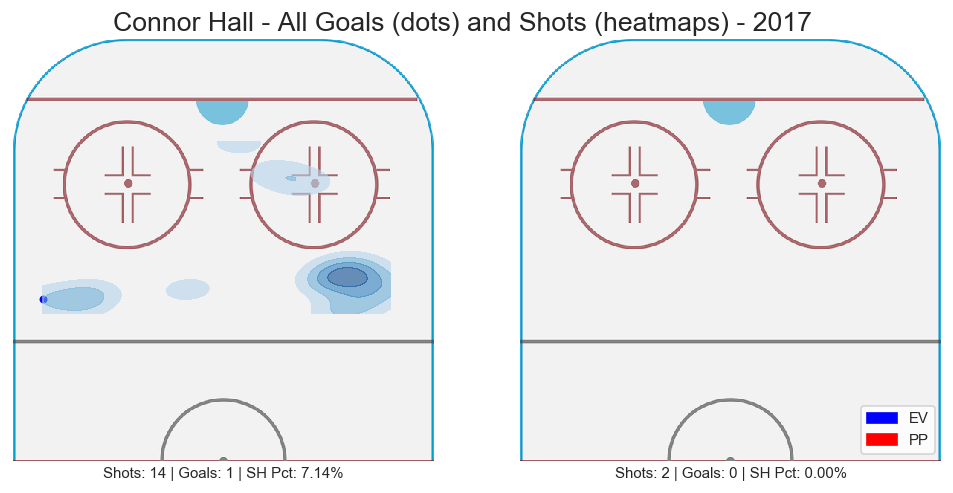 Connor Hall - All Goals (dots) and Shots (heatmaps) - 2017
EV
PP
Shots: 14 | Goals: 1 | SH Pct: 7.14%
Shots: 2 | Goals: 0 | SH Pct: 0.00%